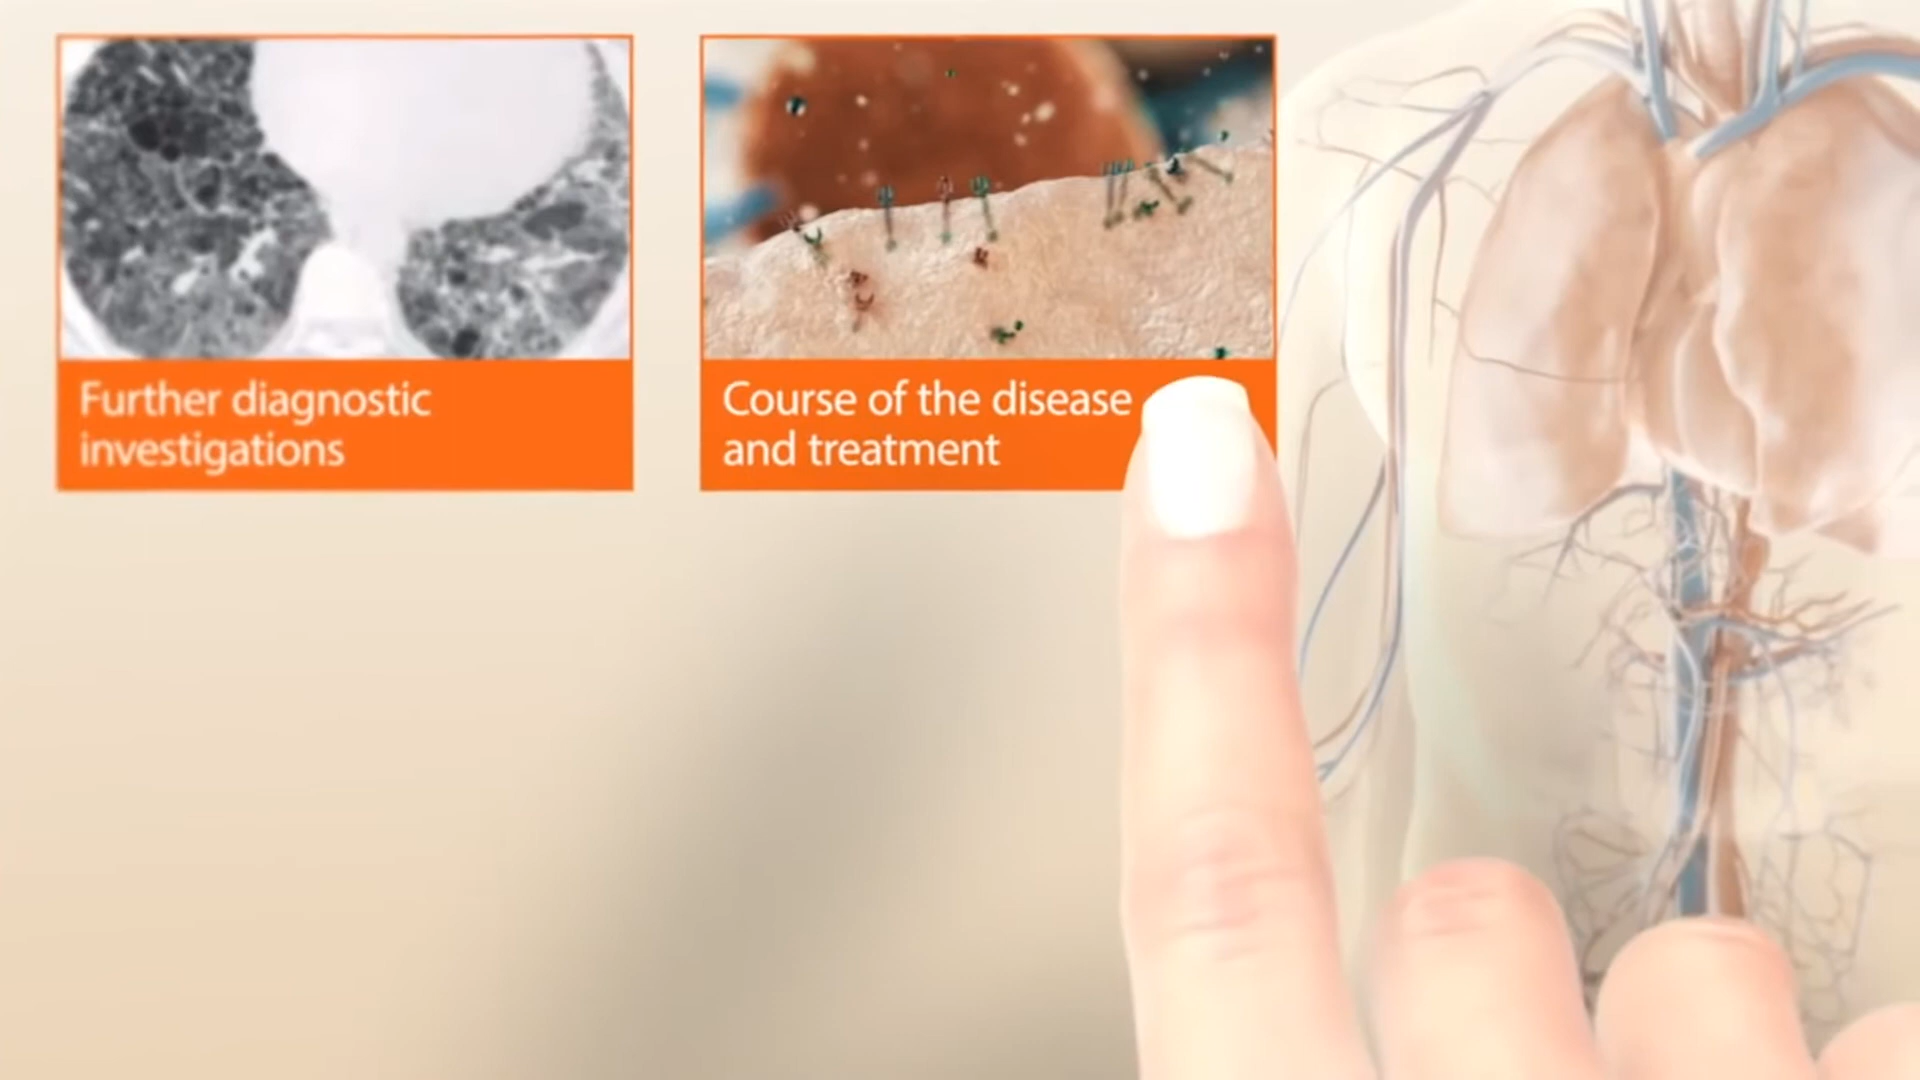 Further diagnostic
investigations
Course of the disease
and treatment